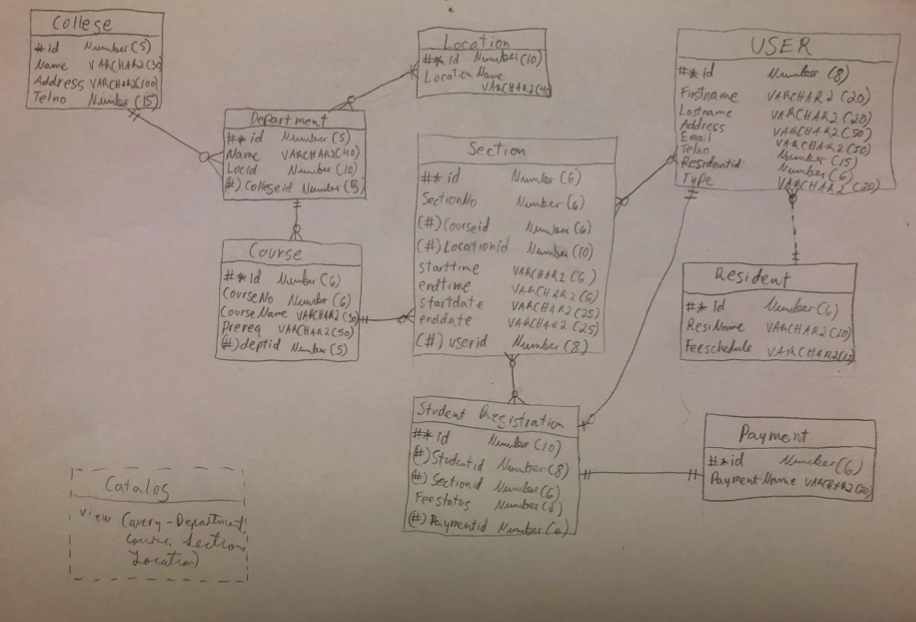 College
#id Number(5)
Name VARCHAR2(30
Address VARCHAR2(100)
Telno Number(15)
Location
#* id Number(10)
Location Name
VARCHAR2(40
USER
#* id Number (8)
Firstname VARCHAR2 (20)
Lastname VARCHAR2 (20)
Address VARCHAR2(50)
Email VARCHAR2(50)
Telno Number(15)
Residentid Number(6)
Type VARCHAR2(20)
Department
#* id Number(5)
Name VARCHAR2(40)
Locid Number(10)
(#) Collegeid Number(5)
Section
#* id Number (6)
SectionNo Number(6)
(#) Courseid Number(6)
(#) Locationid Number(10)
starttime VARCHAR2(6)
endtime VARCHAR2(6)
startdate VARCHAR2(25)
enddate VARCHAR2(25)
(#) userid Number(8)
Course
#* id Number(6)
CourseNo Number(6)
CourseName VARCHAR2(50)
Prereq VARCHAR2(50)
(#)deptid Number(5)
Resident
#* id Number(6)
ResiName VARCHAR2(10)
Feeschedule VARCHAR2(15)
Student Registration
#* id Number(10)
(#)Studentid Number(8)
(#) Sectionid Number(6)
Feestatus Number(6)
(#) Paymentid Number(6)
Payment
#*id Number(6)
PaymentName VARCHAR2(20)
Catalog
View (Query-Department
Course, Section,
Location)